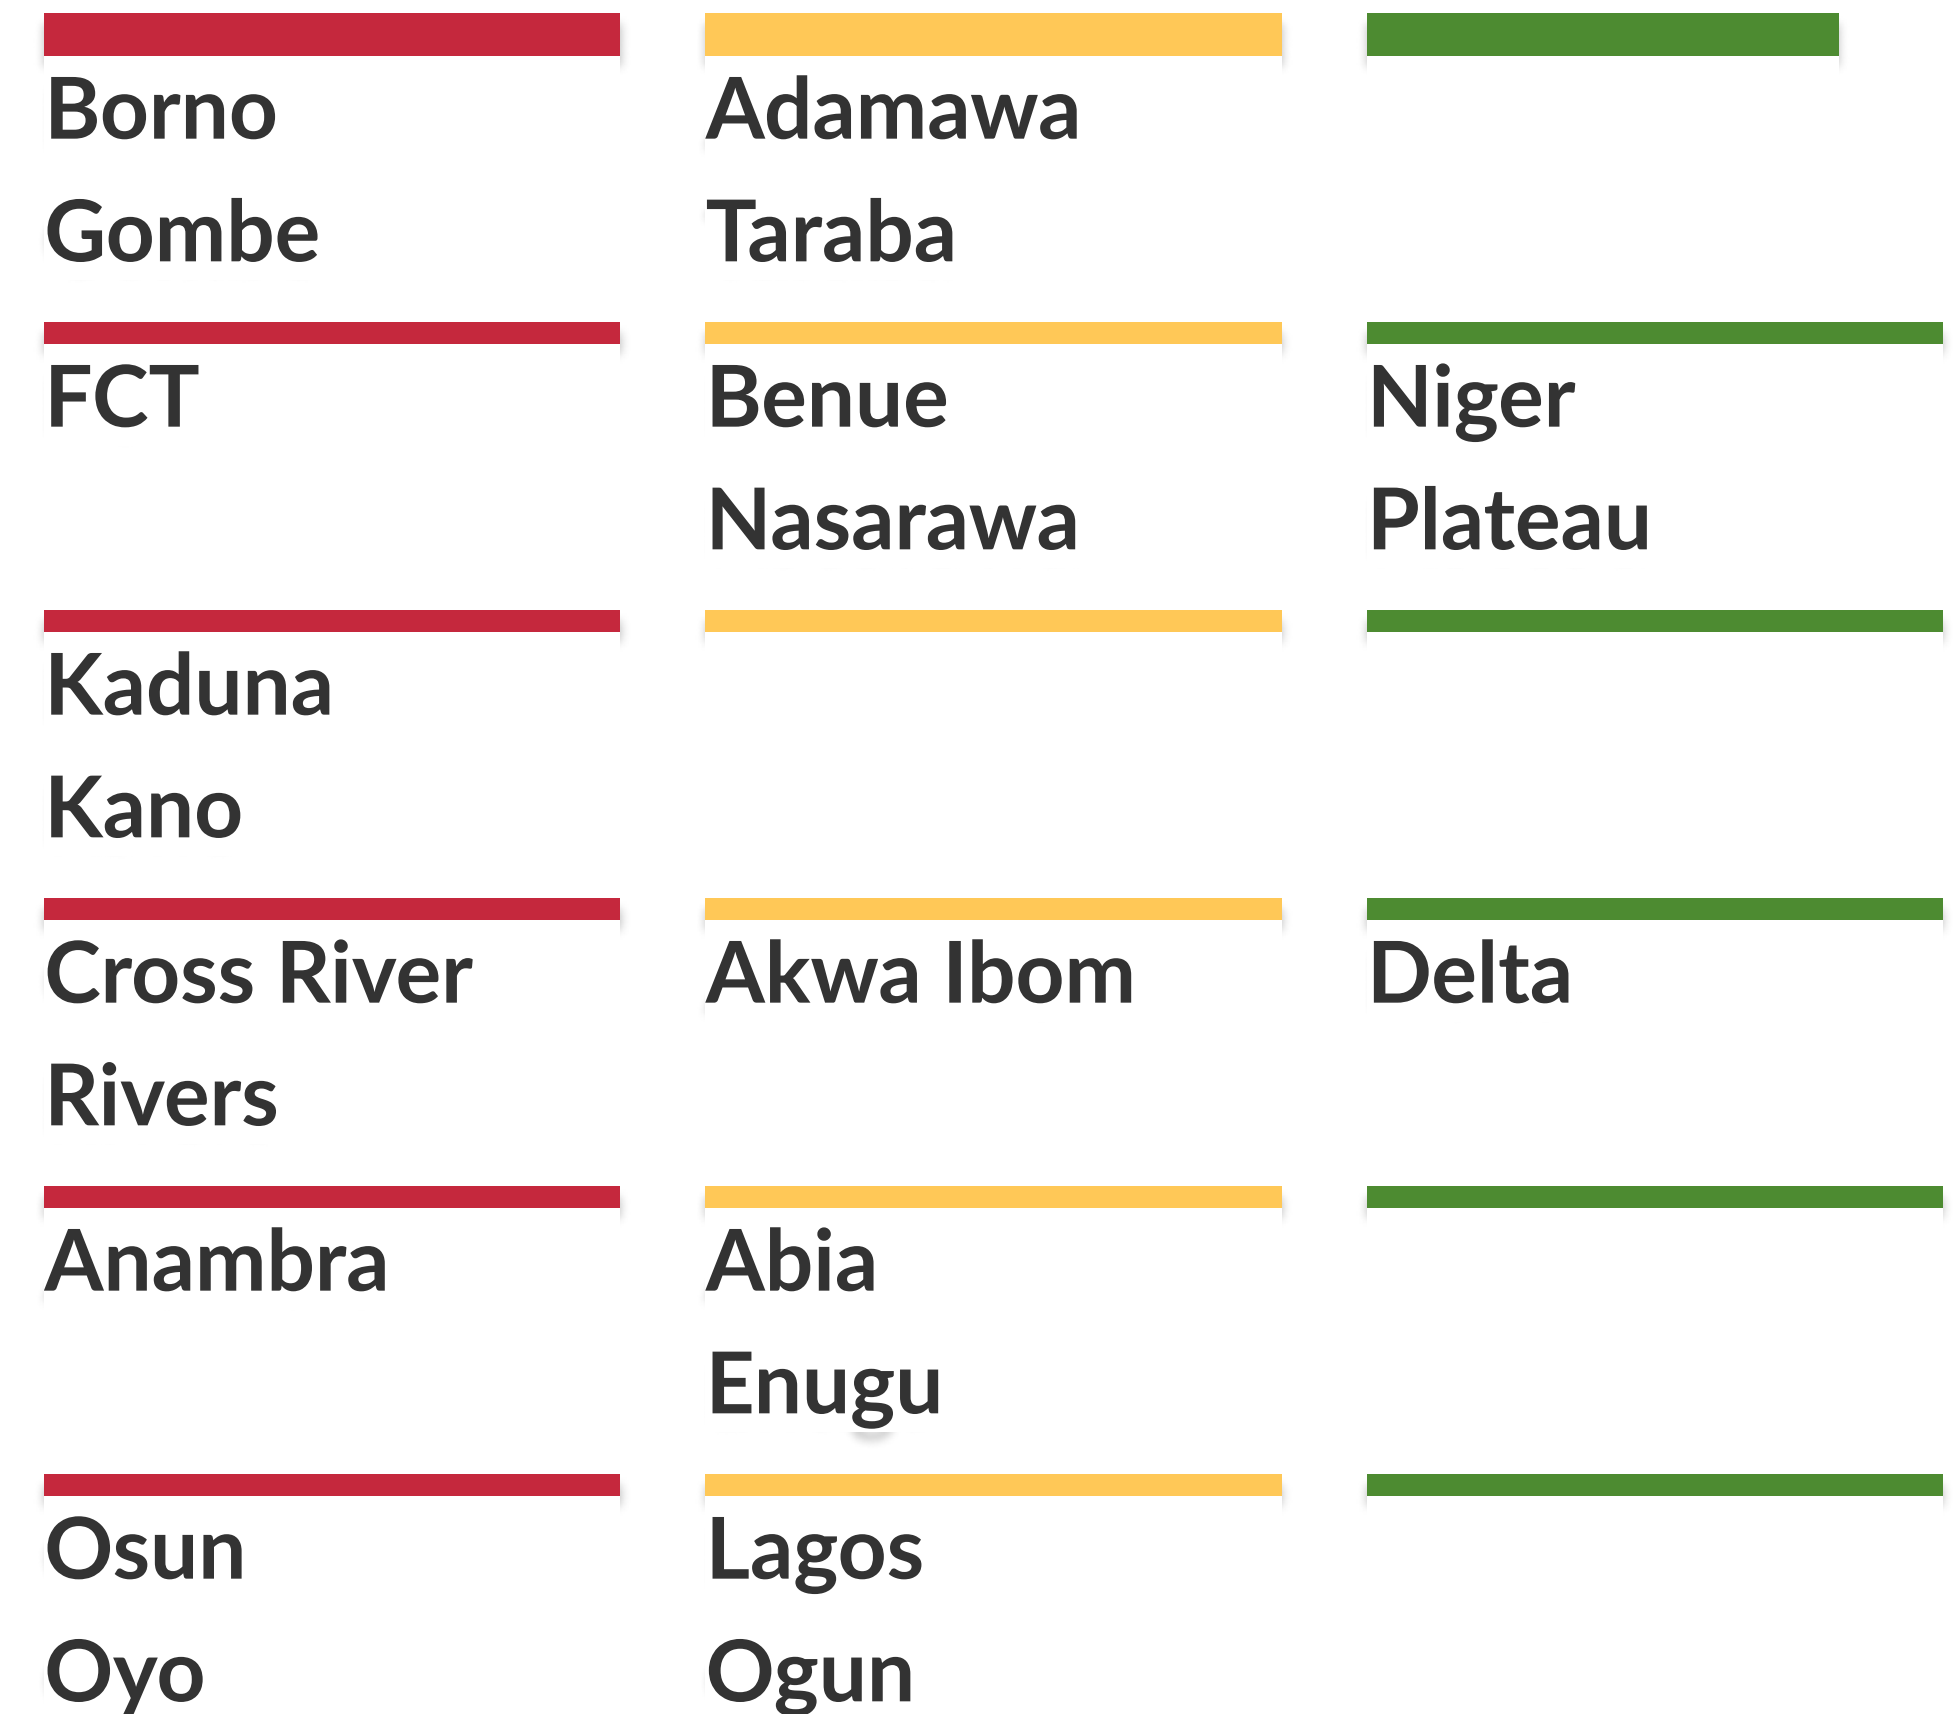 Borno
Adamawa
Gombe
Taraba
FCT
Benue
Niger
Nasarawa
Plateau
Kaduna
Kano
Cross River
Akwa Ibom
Delta
Rivers
Anambra
Abia
Enugu
Osun
Lagos
Oyo
Ogun